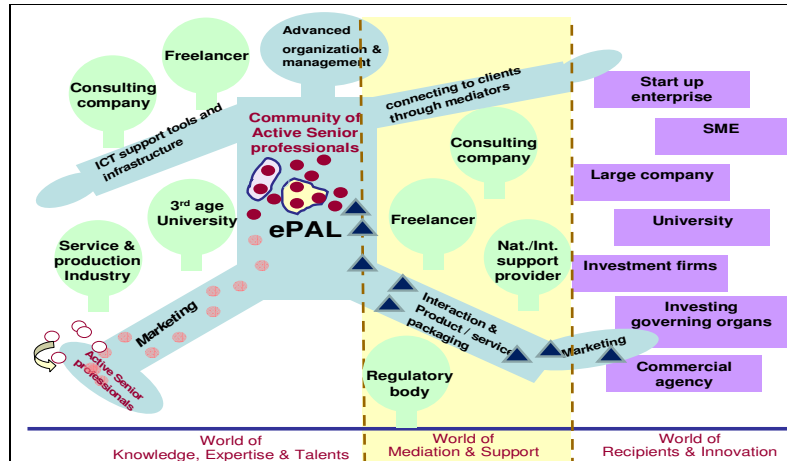 Advanced
organization &
management
Freelancer
Consulting
company
ICT support tools and
infrastructure
Community of
Active Senior
professionals
connecting to clients
through mediators
Start up
enterprise
SME
Consulting
company
Large company
3rd age
University
ePAL
Freelancer
University
Service &
production
Industry
Nat./Int.
support
provider
Investment firms
Marketing
Interaction &
Product / service
packaging
Investing
governing organs
Marketing
Active Senior
professionals
Regulatory
body
Commercial
agency
World of
Knowledge, Expertise & Talents
World of
Mediation & Support
World of
Recipients & Innovation